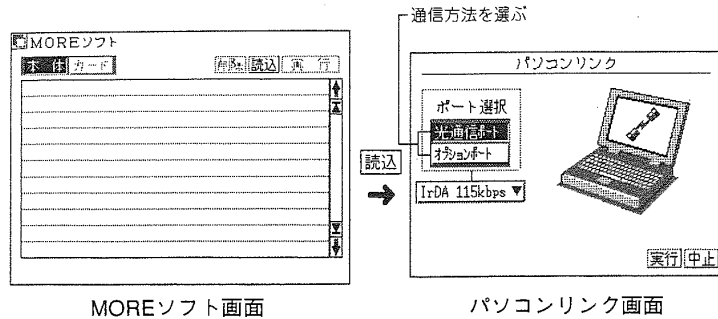 通信方法を選ぶ
MOREソフト
本体 カード 削除 読込 実行
読込
パソコンリンク
ポート選択
光通信ポート
オプションポート
IrDA 115kbps ▼
実行 中止
MOREソフト画面
パソコンリンク画面